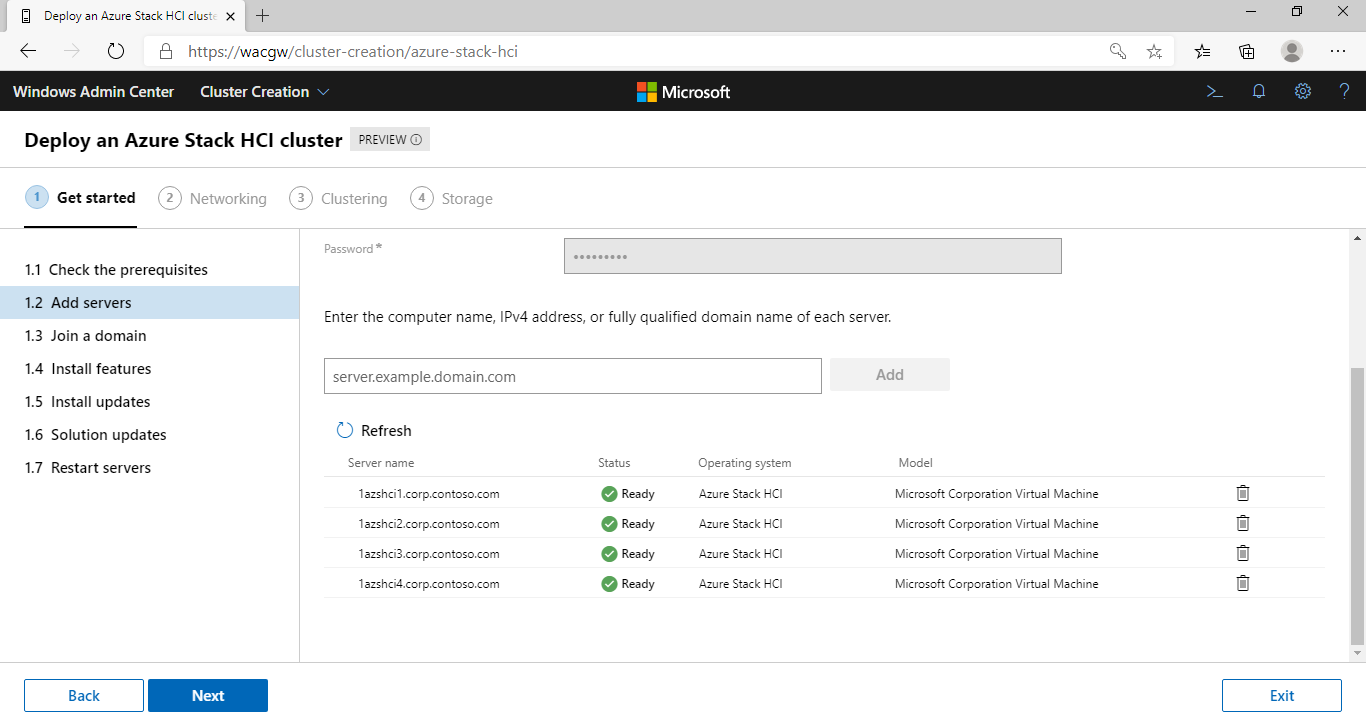 Deploy an Azure Stack HCI cluste
https://wacgw/cluster-creation/azure-stack-hci
Windows Admin Center Cluster Creation Microsoft
Deploy an Azure Stack HCI cluster PREVIEW
1 Get started 2 Networking 3 Clustering 4 Storage
1.1 Check the prerequisites
1.2 Add servers
1.3 Join a domain
1.4 Install features
1.5 Install updates
1.6 Solution updates
1.7 Restart servers
Password *
•••••••••
Enter the computer name, IPv4 address, or fully qualified domain name of each server.
server.example.domain.com Add
Refresh
Server name Status Operating system Model
1azshci1.corp.contoso.com Ready Azure Stack HCI Microsoft Corporation Virtual Machine
1azshci2.corp.contoso.com Ready Azure Stack HCI Microsoft Corporation Virtual Machine
1azshci3.corp.contoso.com Ready Azure Stack HCI Microsoft Corporation Virtual Machine
1azshci4.corp.contoso.com Ready Azure Stack HCI Microsoft Corporation Virtual Machine
Back Next Exit